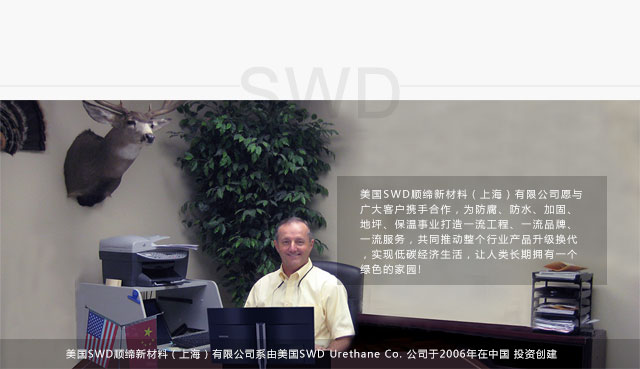 SWD
美国SWD顺缔新材料（上海）有限公司愿与
广大客户携手合作，为防腐、防水、加固、
地坪、保温事业打造一流工程、一流品牌、
一流服务，共同推动整个行业产品升级换代
，实现低碳经济生活，让人类长期拥有一个
绿色的家园！
美国SWD顺缔新材料（上海）有限公司系由美国SWD Urethane Co. 公司于2006年在中国 投资创建